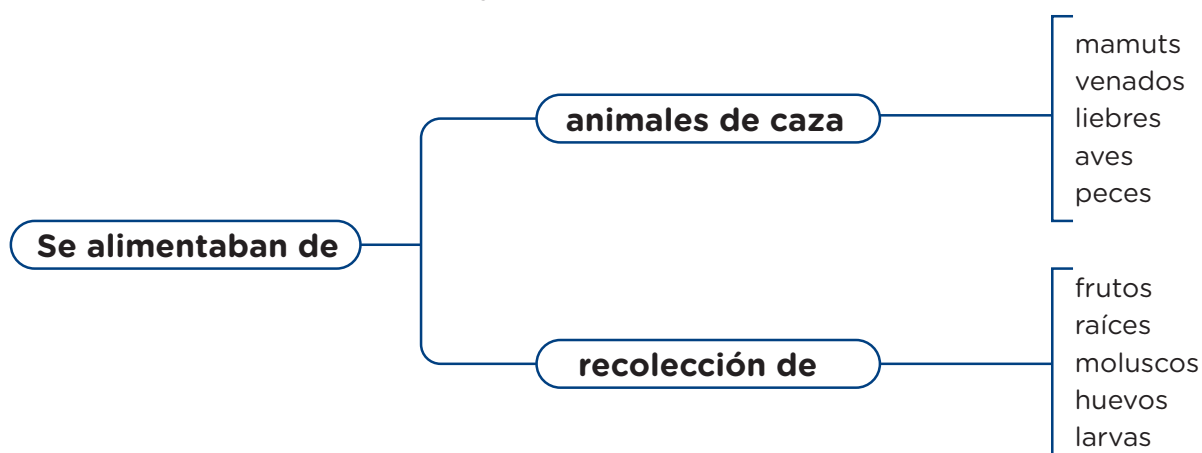 Se alimentaban de
animales de caza
mamuts
venados
liebres
aves
peces
recolección de
frutos
raíces
moluscos
huevos
larvas